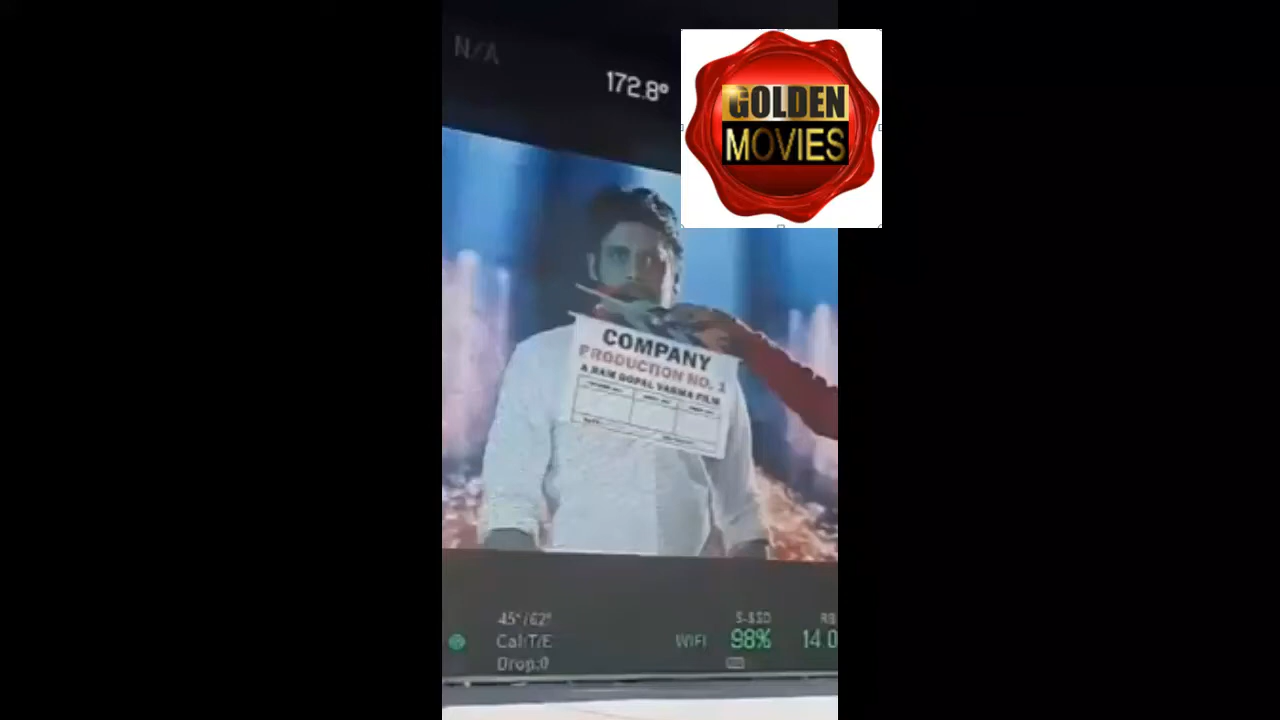 N/A
172.8°
GOLDEN
MOVIES
COMPANY
PRODUCTION NO. 1
A RAM GOPAL VARMA FILM
45°/62°
Cal:T/E
Drop:0
WIFI
S-SSD
98%
14.0